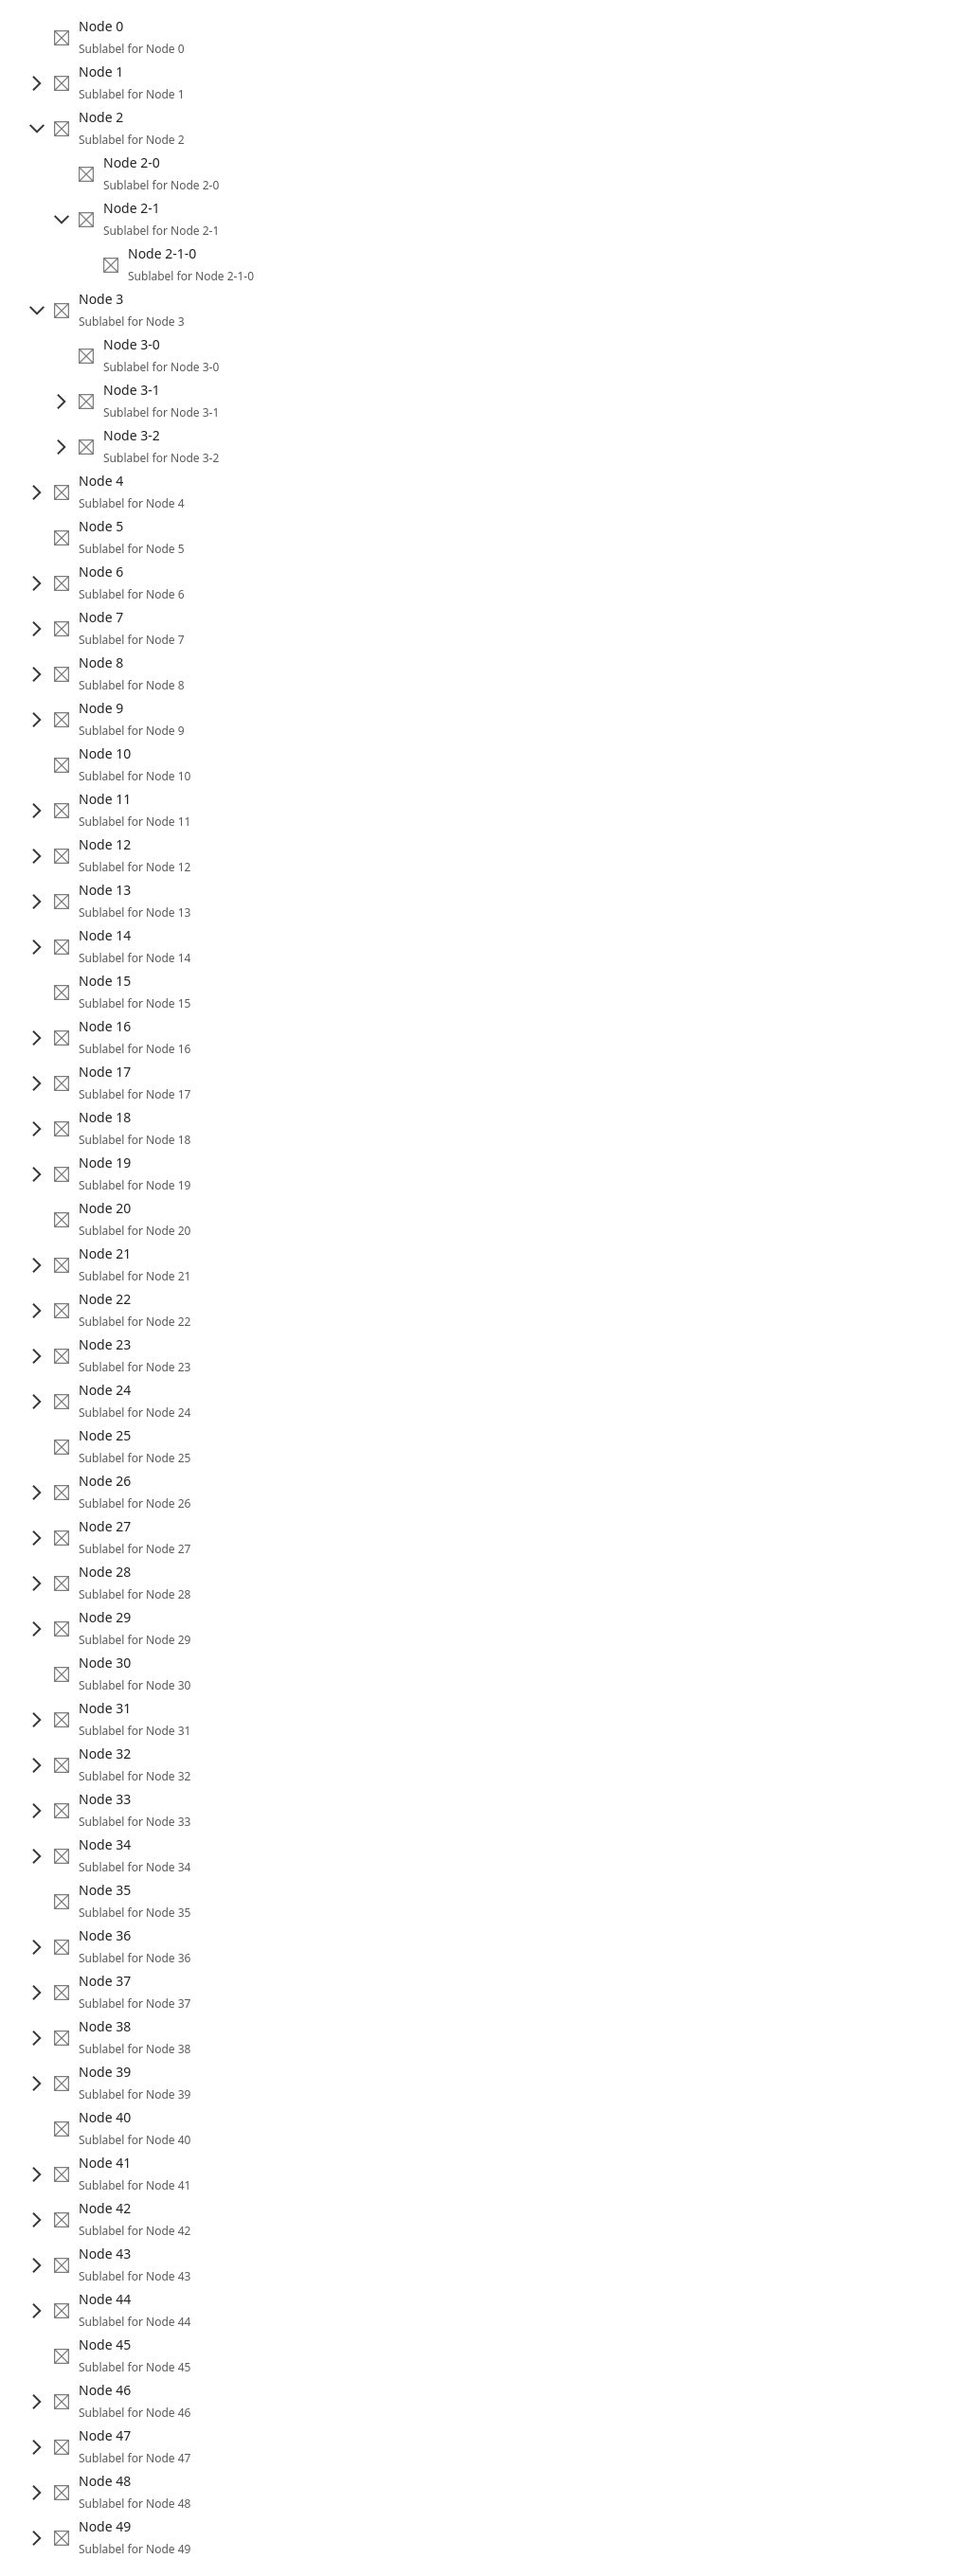 Node 0
Sublabel for Node 0
Node 1
Sublabel for Node 1
Node 2
Sublabel for Node 2
Node 2-0
Sublabel for Node 2-0
Node 2-1
Sublabel for Node 2-1
Node 2-1-0
Sublabel for Node 2-1-0
Node 3
Sublabel for Node 3
Node 3-0
Sublabel for Node 3-0
Node 3-1
Sublabel for Node 3-1
Node 3-2
Sublabel for Node 3-2
Node 4
Sublabel for Node 4
Node 5
Sublabel for Node 5
Node 6
Sublabel for Node 6
Node 7
Sublabel for Node 7
Node 8
Sublabel for Node 8
Node 9
Sublabel for Node 9
Node 10
Sublabel for Node 10
Node 11
Sublabel for Node 11
Node 12
Sublabel for Node 12
Node 13
Sublabel for Node 13
Node 14
Sublabel for Node 14
Node 15
Sublabel for Node 15
Node 16
Sublabel for Node 16
Node 17
Sublabel for Node 17
Node 18
Sublabel for Node 18
Node 19
Sublabel for Node 19
Node 20
Sublabel for Node 20
Node 21
Sublabel for Node 21
Node 22
Sublabel for Node 22
Node 23
Sublabel for Node 23
Node 24
Sublabel for Node 24
Node 25
Sublabel for Node 25
Node 26
Sublabel for Node 26
Node 27
Sublabel for Node 27
Node 28
Sublabel for Node 28
Node 29
Sublabel for Node 29
Node 30
Sublabel for Node 30
Node 31
Sublabel for Node 31
Node 32
Sublabel for Node 32
Node 33
Sublabel for Node 33
Node 34
Sublabel for Node 34
Node 35
Sublabel for Node 35
Node 36
Sublabel for Node 36
Node 37
Sublabel for Node 37
Node 38
Sublabel for Node 38
Node 39
Sublabel for Node 39
Node 40
Sublabel for Node 40
Node 41
Sublabel for Node 41
Node 42
Sublabel for Node 42
Node 43
Sublabel for Node 43
Node 44
Sublabel for Node 44
Node 45
Sublabel for Node 45
Node 46
Sublabel for Node 46
Node 47
Sublabel for Node 47
Node 48
Sublabel for Node 48
Node 49
Sublabel for Node 49